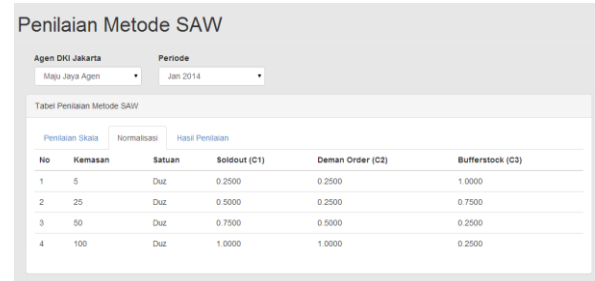 Penilaian Metode SAW
Agen DKI Jakarta Periode
Maju Jaya Agen Jan 2014
Tabel Penilaian Metode SAW
Penilaian Skala Normalisasi Hasil Penilaian
No Kemasan Satuan Soldout (C1) Deman Order (C2) Bufferstock (C3)
1 5 Duz 0.2500 0.2500 1.0000
2 25 Duz 0.5000 0.2500 0.7500
3 50 Duz 0.7500 0.5000 0.2500
4 100 Duz 1.0000 1.0000 0.2500